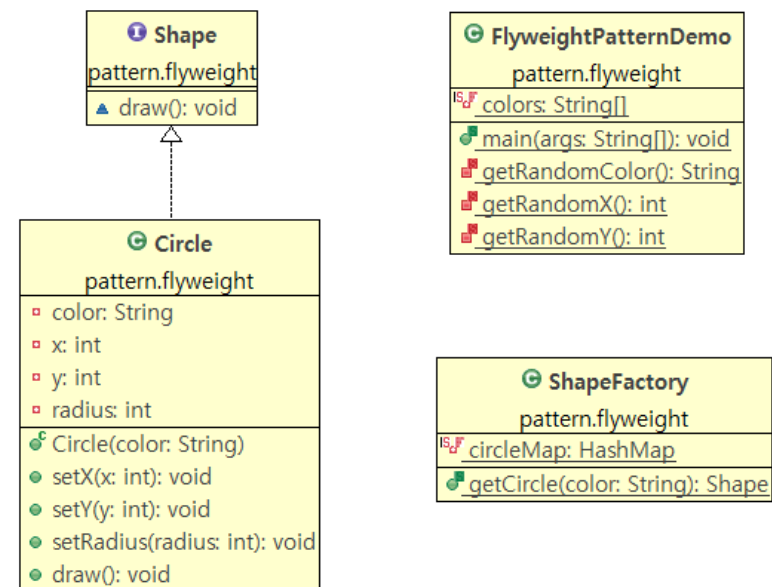 Shape
pattern.flyweight
draw(): void
Circle
pattern.flyweight
color: String
x: int
y: int
radius: int
Circle(color: String)
setX(x: int): void
setY(y: int): void
setRadius(radius: int): void
draw(): void
FlyweightPatternDemo
pattern.flyweight
colors: String[]
main(args: String[]): void
getRandomColor(): String
getRandomX(): int
getRandomY(): int
ShapeFactory
pattern.flyweight
circleMap: HashMap
getCircle(color: String): Shape